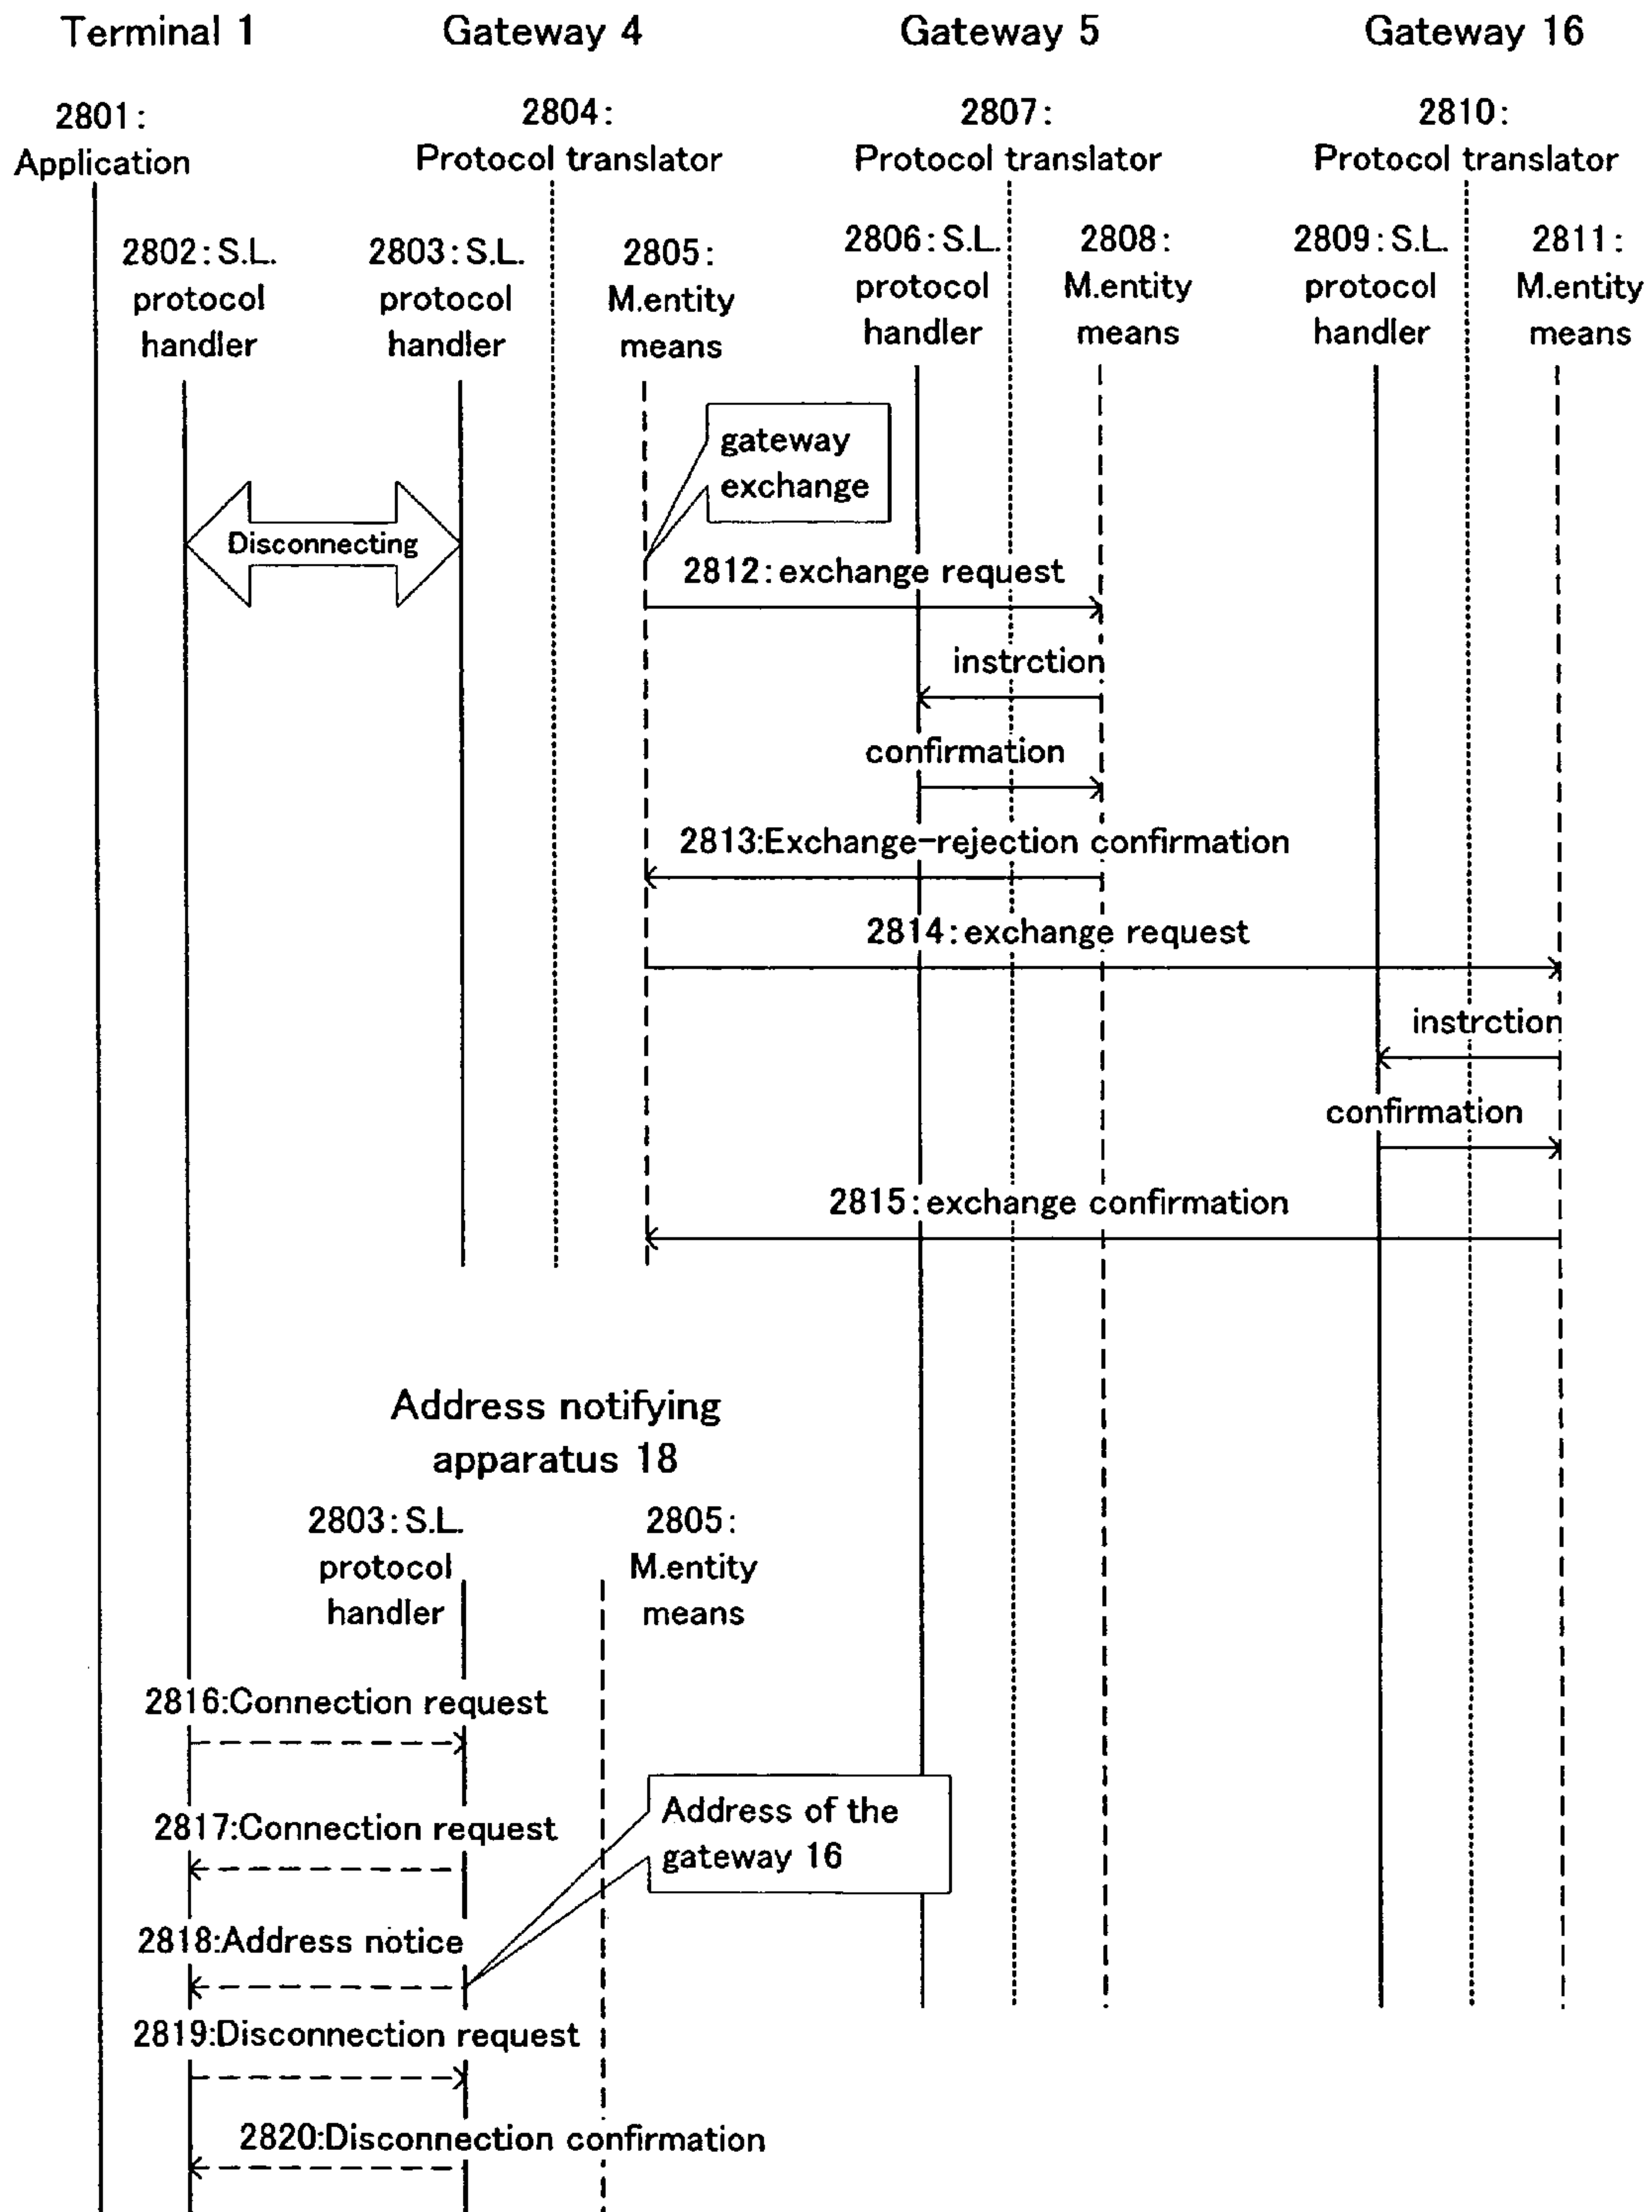 Terminal 1
Gateway 4
Gateway 5
Gateway 16
2801:
Application
2804:
Protocol translator
2807:
Protocol translator
2810:
Protocol translator
2802:S.L.
protocol
handler
2803:S.L.
protocol
handler
2805:
M.entity
means
2806:S.L.
protocol
handler
2808:
M.entity
means
2809:S.L.
protocol
handler
2811:
M.entity
means
gateway
exchange
Disconnecting
2812:exchange request
instrction
confirmation
2813:Exchange-rejection confirmation
2814:exchange request
instrction
confirmation
2815:exchange confirmation
Address notifying
apparatus 18
2803:S.L.
protocol
handler
2805:
M.entity
means
2816:Connection request
Address of the
gateway 16
2817:Connection request
2818:Address notice
2819:Disconnection request
2820:Disconnection confirmation